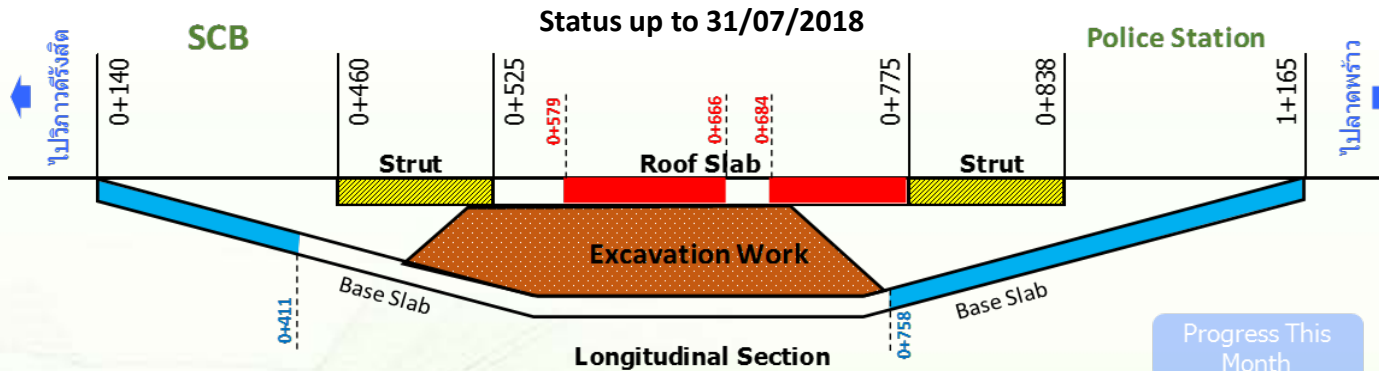 Status up to 31/07/2018
SCB
Police Station
ไปวิภาวดีรังสิต
0+140
0+460
0+525
0+579
0+666
0+684
0+775
0+838
1+165
ไปลาดพร้าว
Strut
Roof Slab
Strut
Excavation Work
Base Slab
Base Slab
0+411
0+758
Longitudinal Section
Progress This
Month